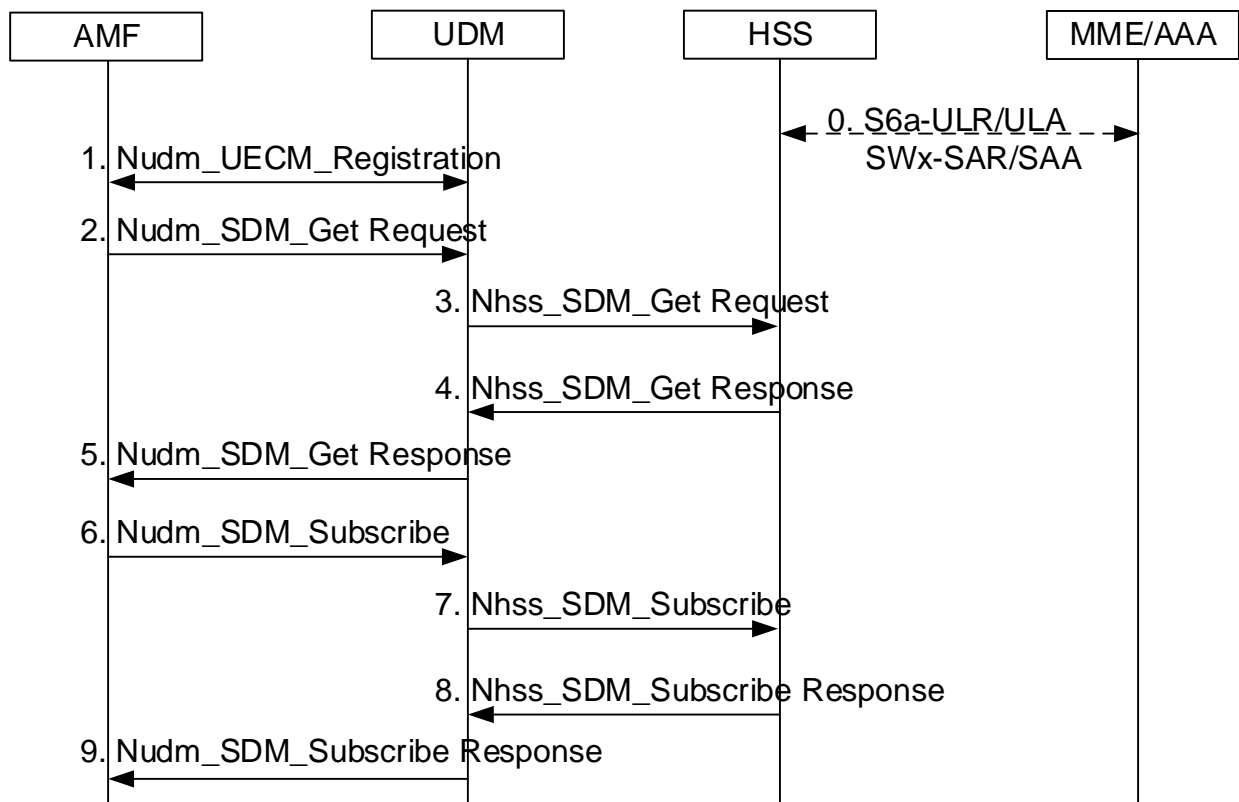 AMF
UDM
HSS
MME/AAA
0. S6a-ULR/ULA
SWx-SAR/SAA
1. Nudm_UECM_Registration
2. Nudm_SDM_Get Request
3. Nhss_SDM_Get Request
4. Nhss_SDM_Get Response
5. Nudm_SDM_Get Response
6. Nudm_SDM_Subscribe
7. Nhss_SDM_Subscribe
8. Nhss_SDM_Subscribe Response
9. Nudm_SDM_Subscribe Response